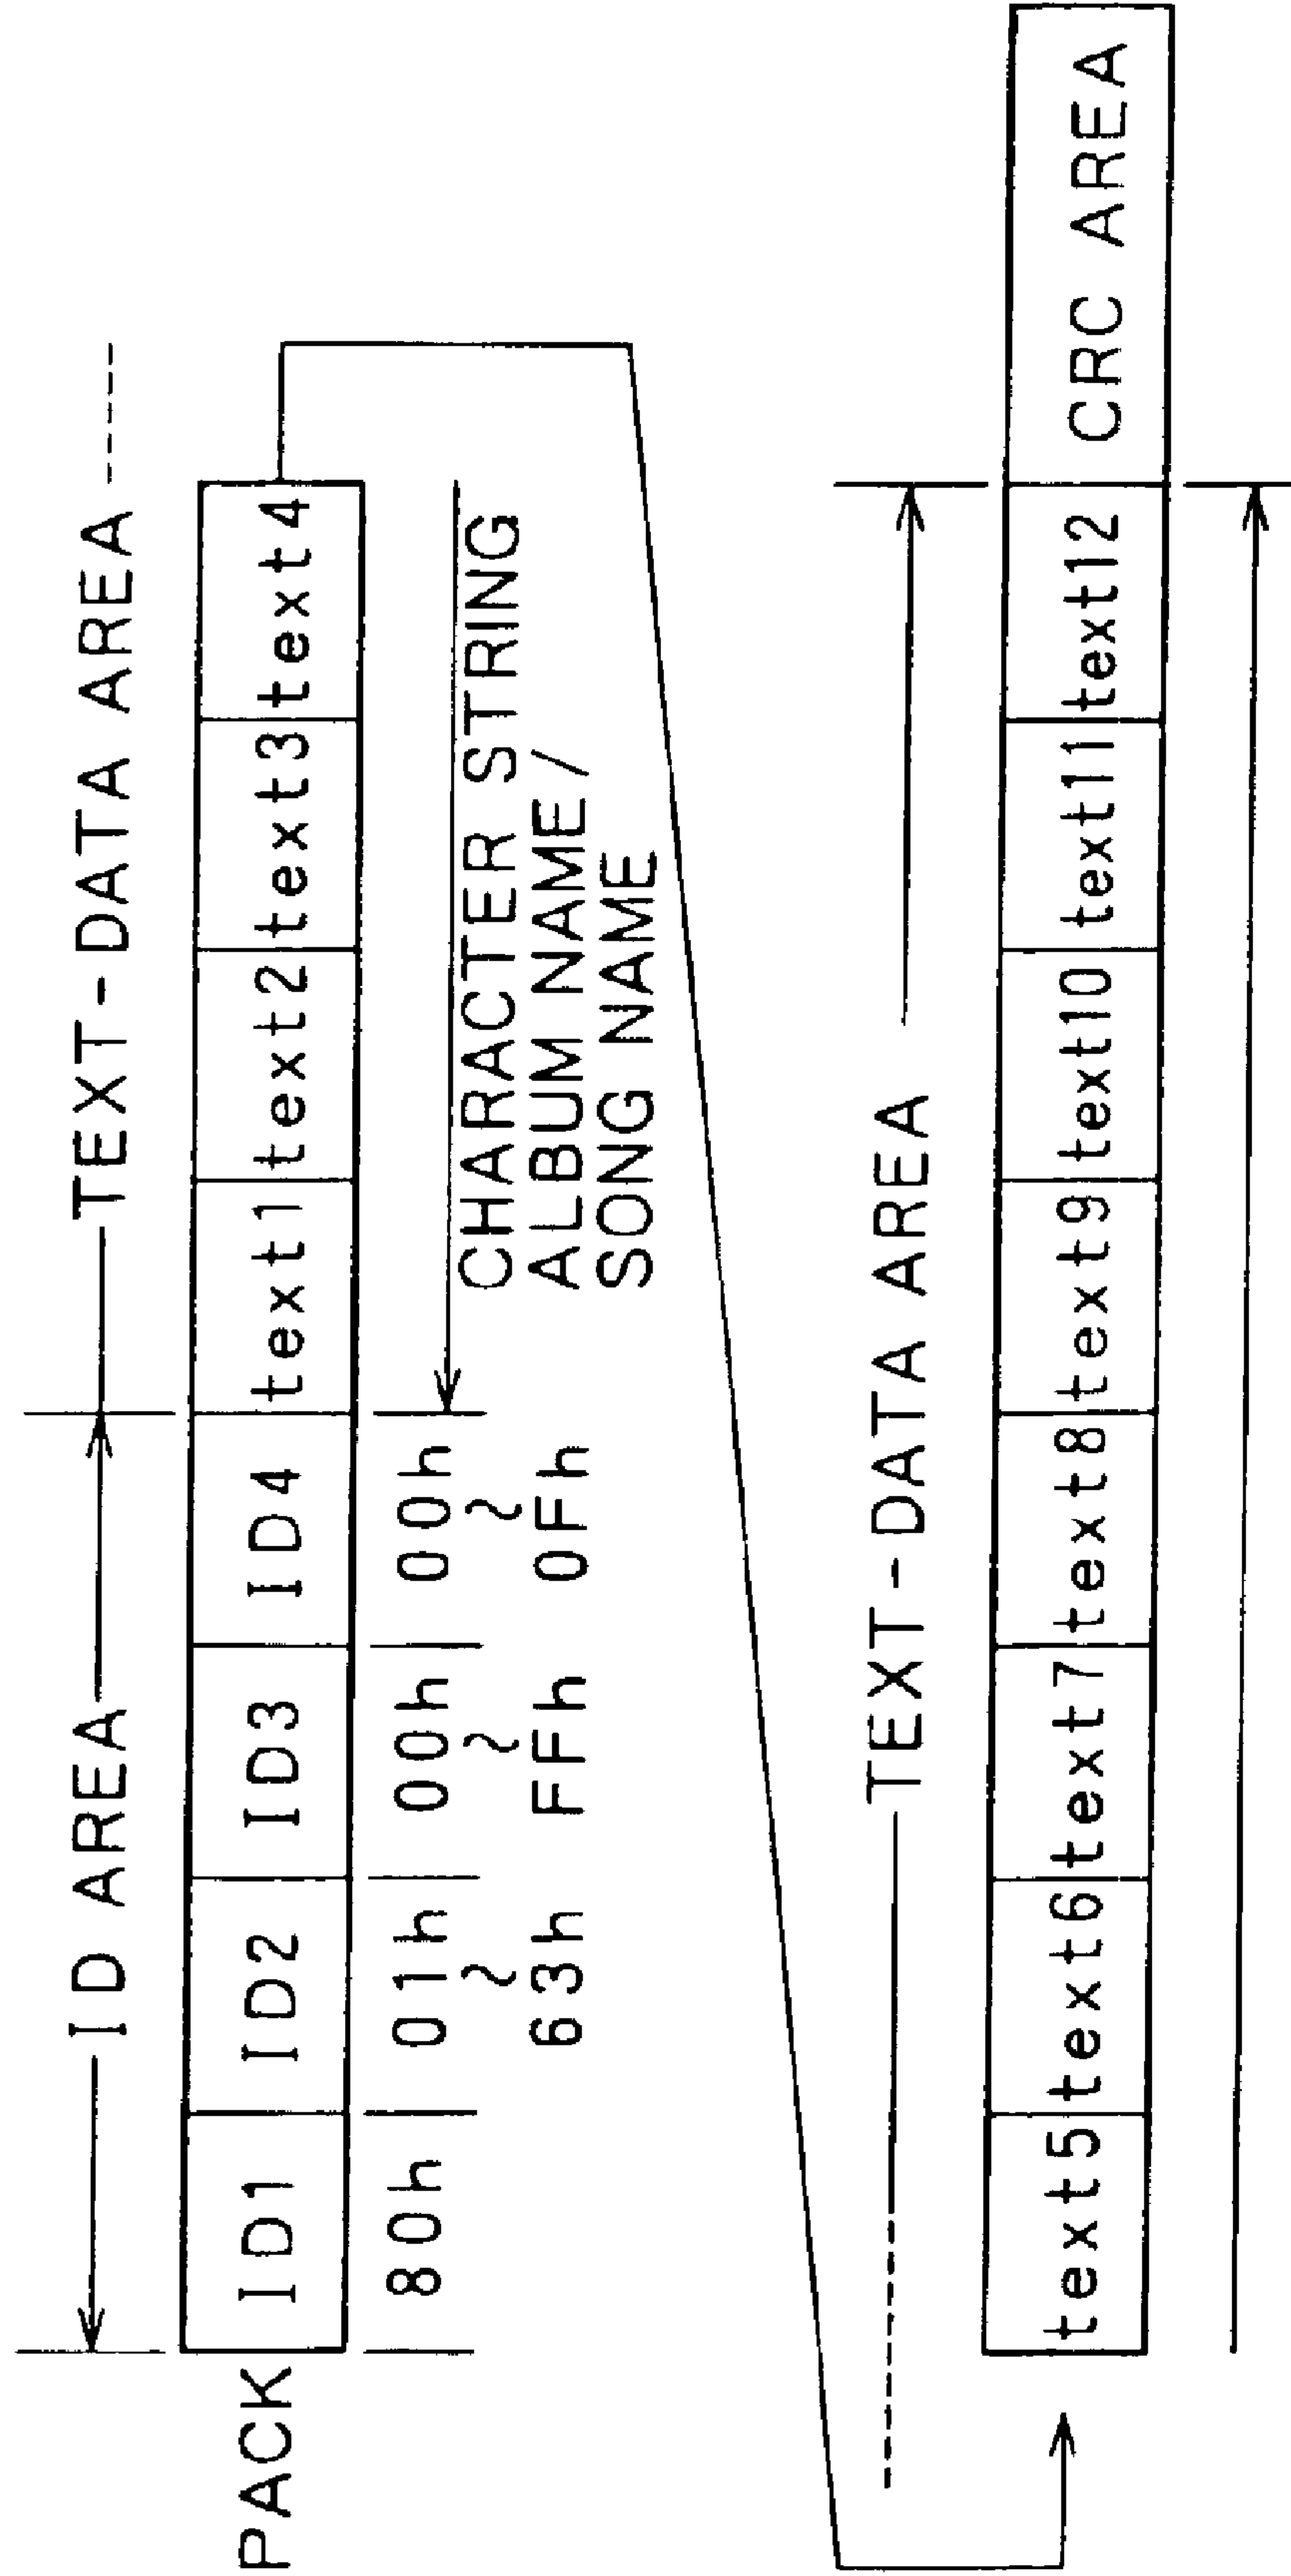 ID AREA TEXT-DATA AREA
PACK ID1 ID2 ID3 ID4 text1 text2 text3 text4
80h 01h 00h 00h
~ ~ ~
63h FFh 0Fh
CHARACTER STRING
ALBUM NAME/
SONG NAME
TEXT-DATA AREA
text5 text6 text7 text8 text9 text10 text11 text12 CRC AREA